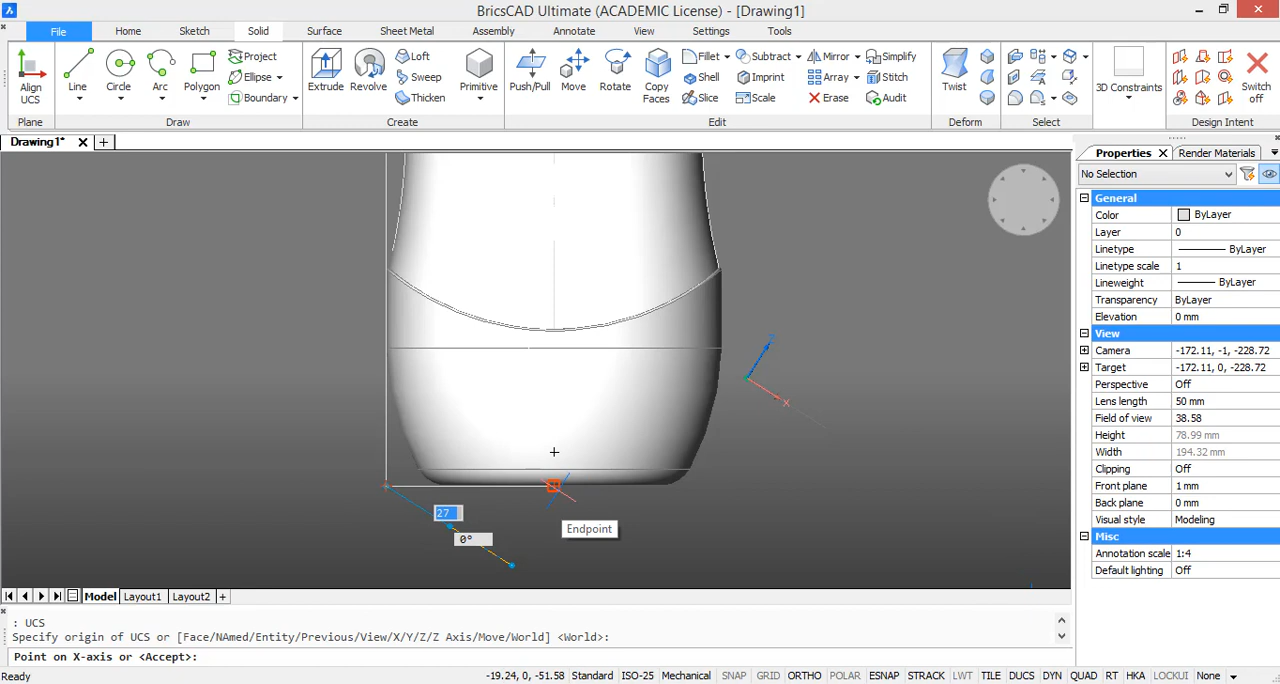 BricsCAD Ultimate (ACADEMIC License) - [Drawing1]
File Home Sketch Solid Surface Sheet Metal Assembly Annotate View Settings Tools
Align UCS
Line
Circle
Arc
Polygon
Project
Ellipse
Boundary
Extrude
Revolve
Loft
Sweep
Thicken
Primitive
Push/Pull
Move
Rotate
Copy Faces
Fillet
Shell
Slice
Subtract
Imprint
Scale
Mirror
Array
Erase
Simplify
Stitch
Audit
Twist
3D Constraints
Switch off
Plane Draw Create Edit Deform Select Design Intent
Drawing1*
Properties
Render Materials
No Selection
General
Color ByLayer
Layer 0
Linetype ByLayer
Linetype scale 1
Lineweight ByLayer
Transparency ByLayer
Elevation 0 mm
View
Camera -172.11, -1, -228.72
Target -172.11, 0, -228.72
Perspective Off
Lens length 50 mm
Field of view 38.58
Height 78.99 mm
Width 194.32 mm
Clipping Off
Front plane 1 mm
Back plane 0 mm
Visual style Modeling
Misc
Annotation scale 1:4
Default lighting Off
Z
X
27
0°
Endpoint
Model Layout1 Layout2 +
: UCS
Specify origin of UCS or [Face/NAmed/Entity/Previous/View/X/Y/Z/Z Axis/Move/World] <World>:
Point on X-axis or <Accept>:
Ready -19.24, 0, -51.58 Standard ISO-25 Mechanical SNAP GRID ORTHO POLAR ESNAP STRACK LWT TILE DUCS DYN QUAD RT HKA LOCKUI None